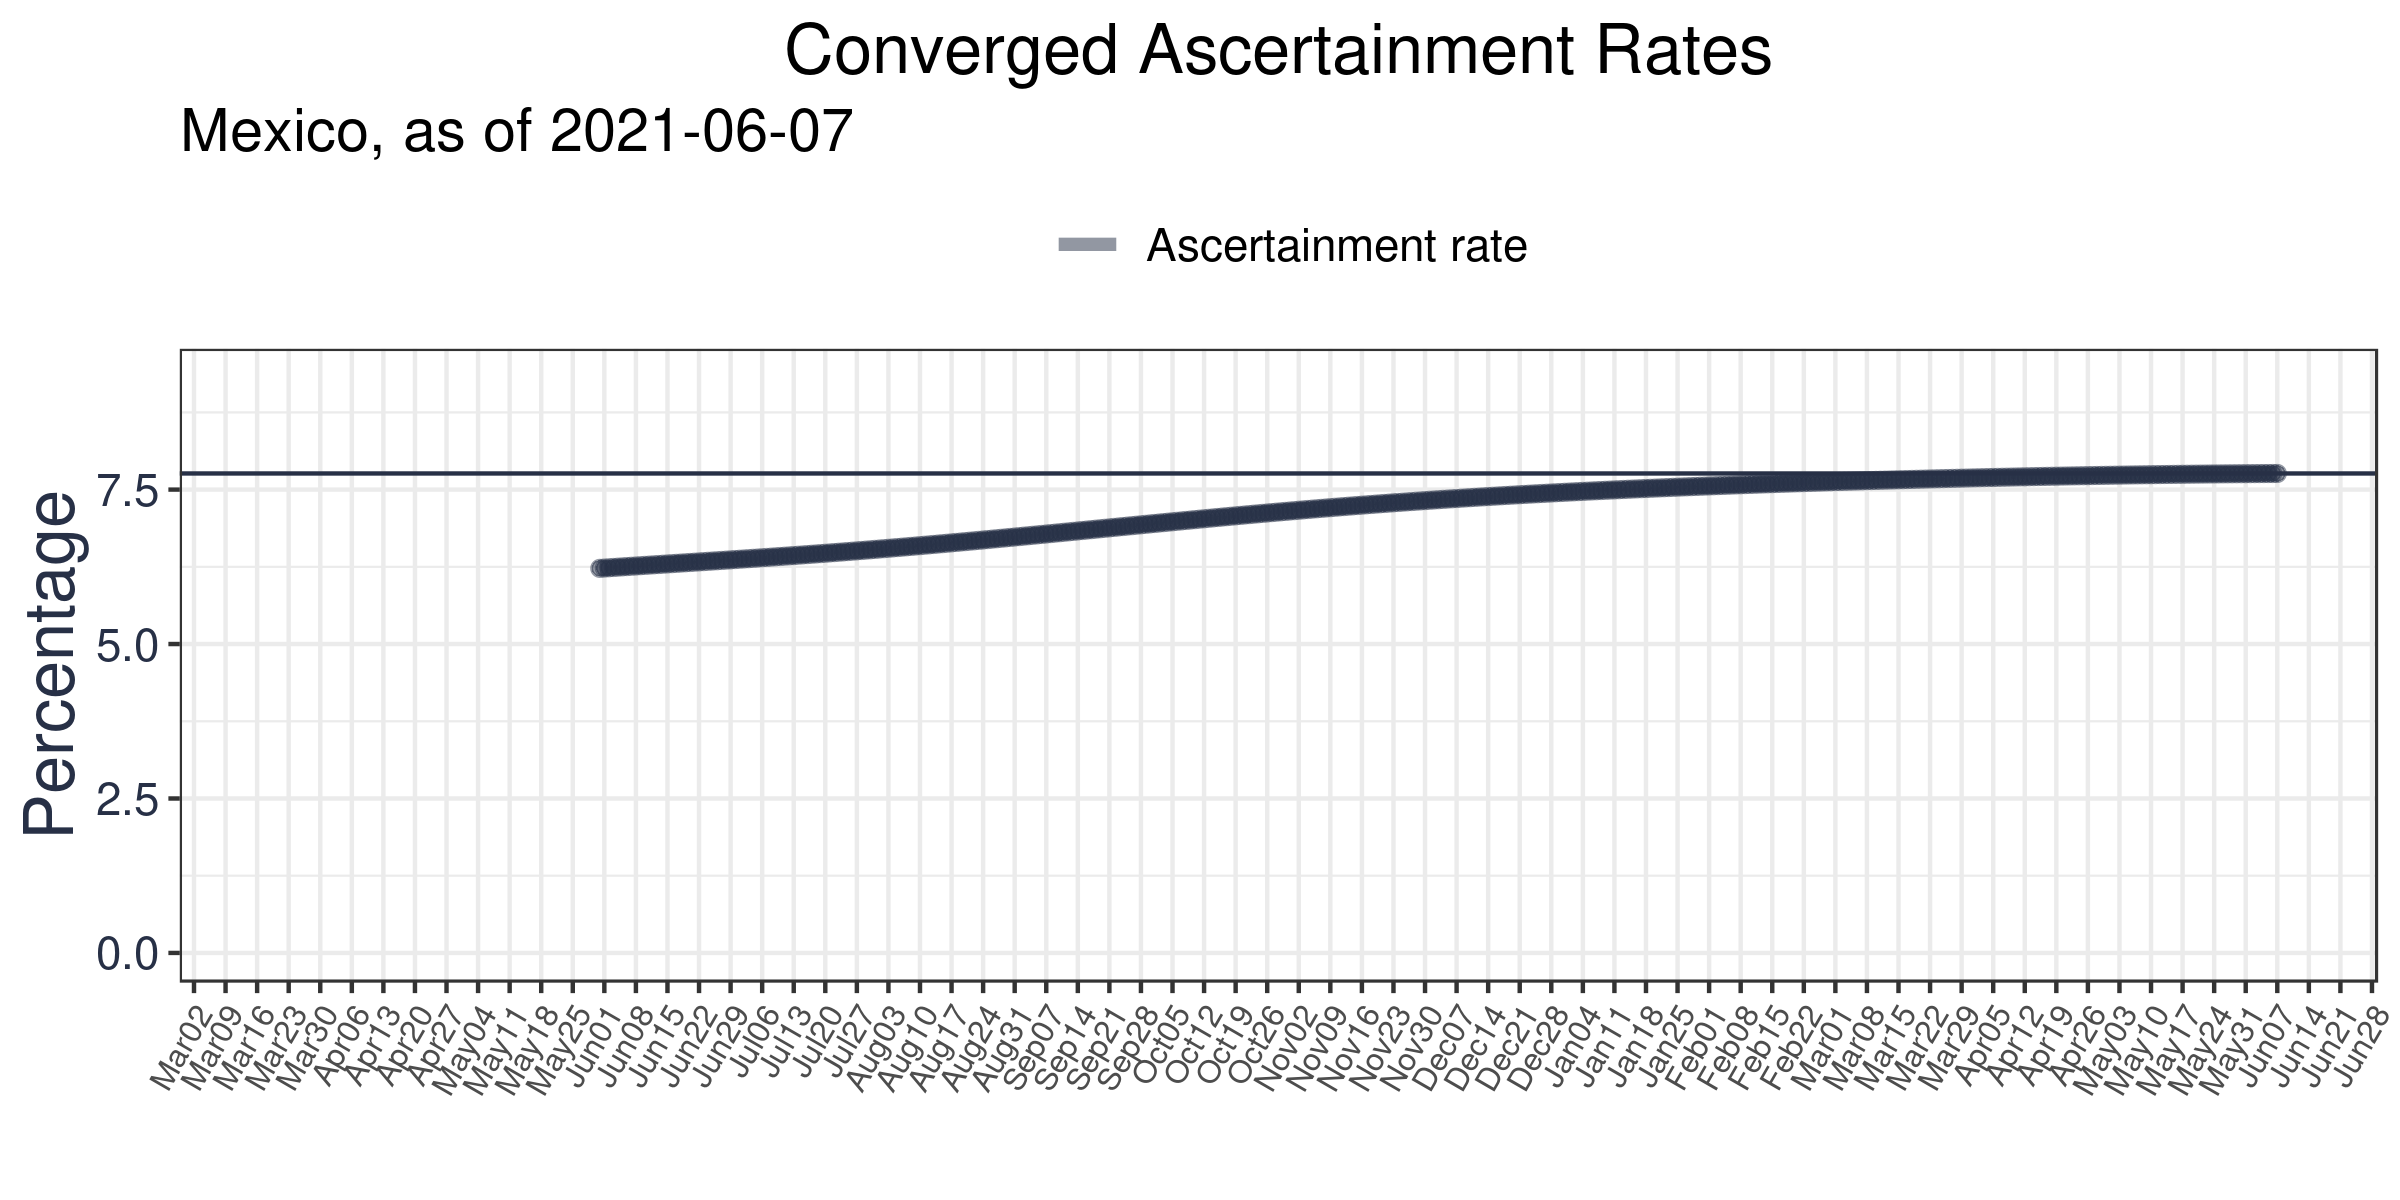 Converged Ascertainment Rates
Mexico, as of 2021-06-07
Ascertainment rate
Percentage
7.5
5.0
2.5
0.0
Mar02 Mar09 Mar16 Mar23 Mar30 Apr06 Apr13 Apr20 Apr27 May04 May11 May18 May25 Jun01 Jun08 Jun15 Jun22 Jun29 Jul06 Jul13 Jul20 Jul27 Aug03 Aug10 Aug17 Aug24 Aug31 Sep07 Sep14 Sep21 Sep28 Oct05 Oct12 Oct19 Oct26 Nov02 Nov09 Nov16 Nov23 Nov30 Dec07 Dec14 Dec21 Dec28 Jan04 Jan11 Jan18 Jan25 Feb01 Feb08 Feb15 Feb22 Mar01 Mar08 Mar15 Mar22 Mar29 Apr05 Apr12 Apr19 Apr26 May03 May10 May17 May24 May31 Jun07 Jun14 Jun21 Jun28